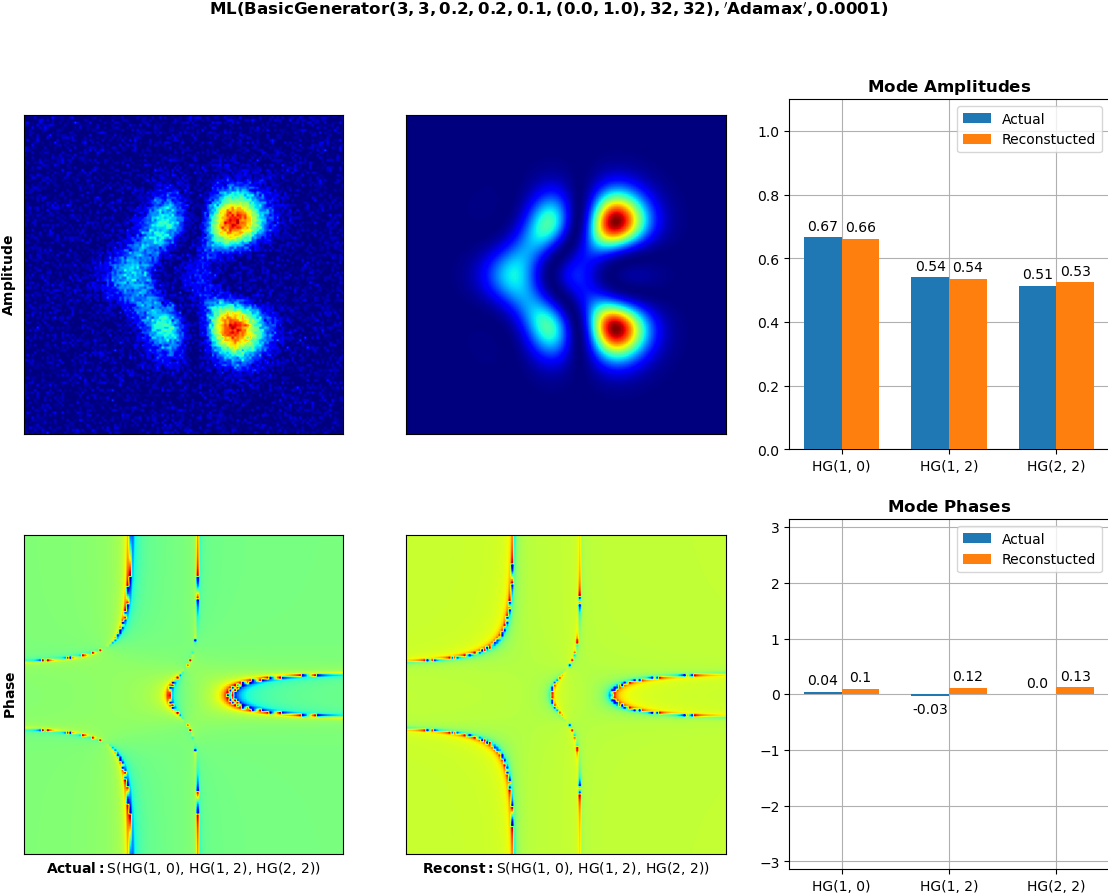 ML(BasicGenerator(3, 3, 0.2, 0.2, 0.1, (0.0, 1.0), 32, 32), 'Adamax', 0.0001)
Amplitude
Mode Amplitudes
Actual
Reconstucted
1.0
0.8
0.6
0.4
0.2
0.0
0.67 0.66
0.54 0.54
0.51 0.53
HG(1, 0) HG(1, 2) HG(2, 2)
Phase
Actual: S(HG(1, 0), HG(1, 2), HG(2, 2))
Reconst: S(HG(1, 0), HG(1, 2), HG(2, 2))
Mode Phases
Actual
Reconstucted
3
2
1
0
−1
−2
−3
0.04 0.1
-0.03 0.12
0.0 0.13
HG(1, 0) HG(1, 2) HG(2, 2)